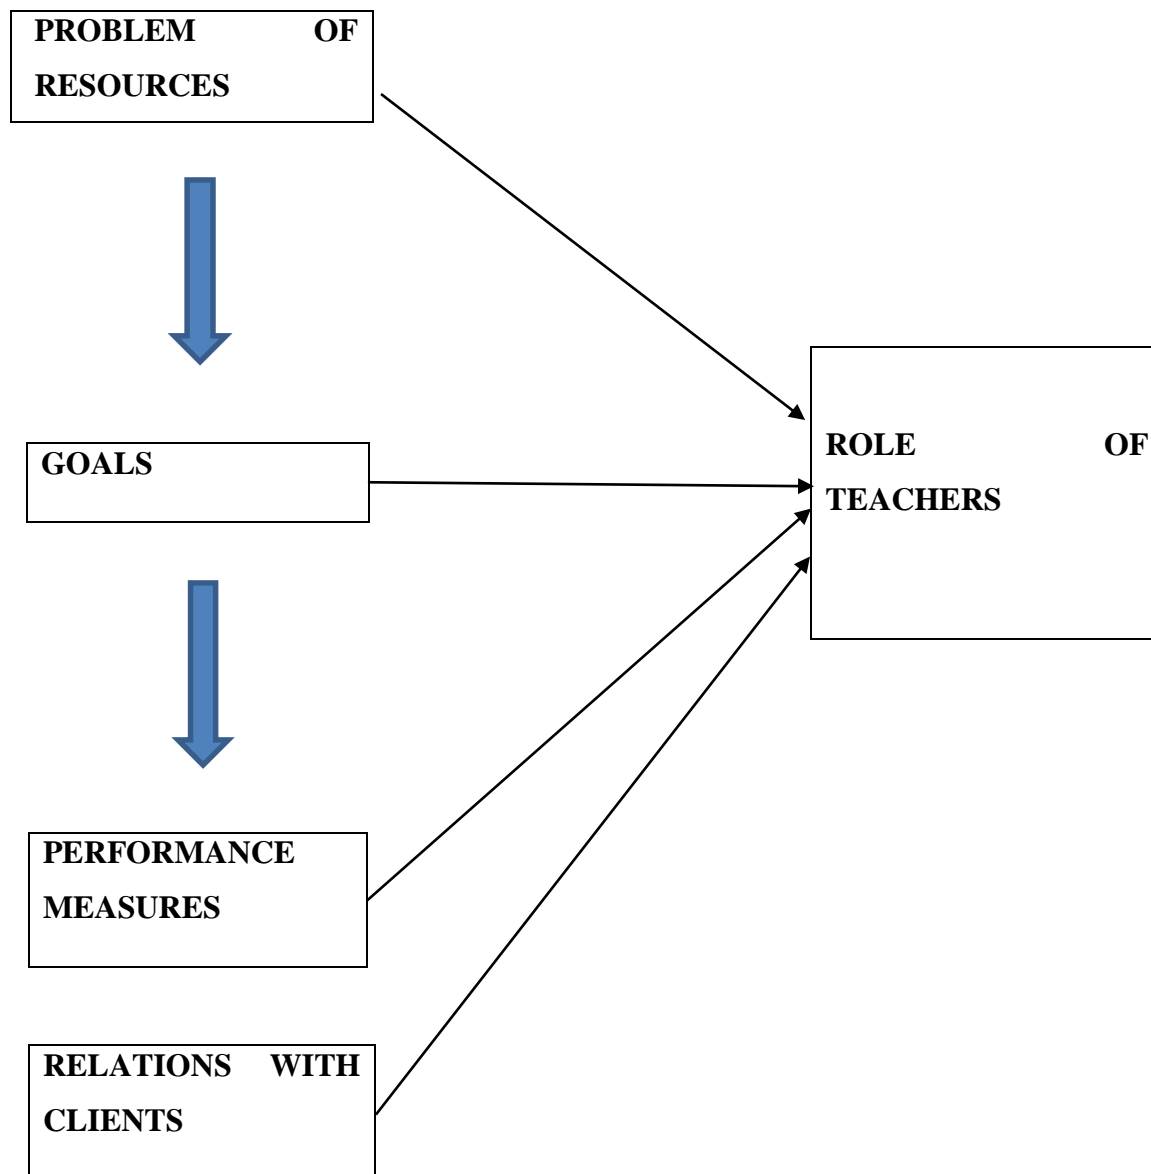 PROBLEM OF
RESOURCES
GOALS
ROLE OF
TEACHERS
PERFORMANCE
MEASURES
RELATIONS WITH
CLIENTS